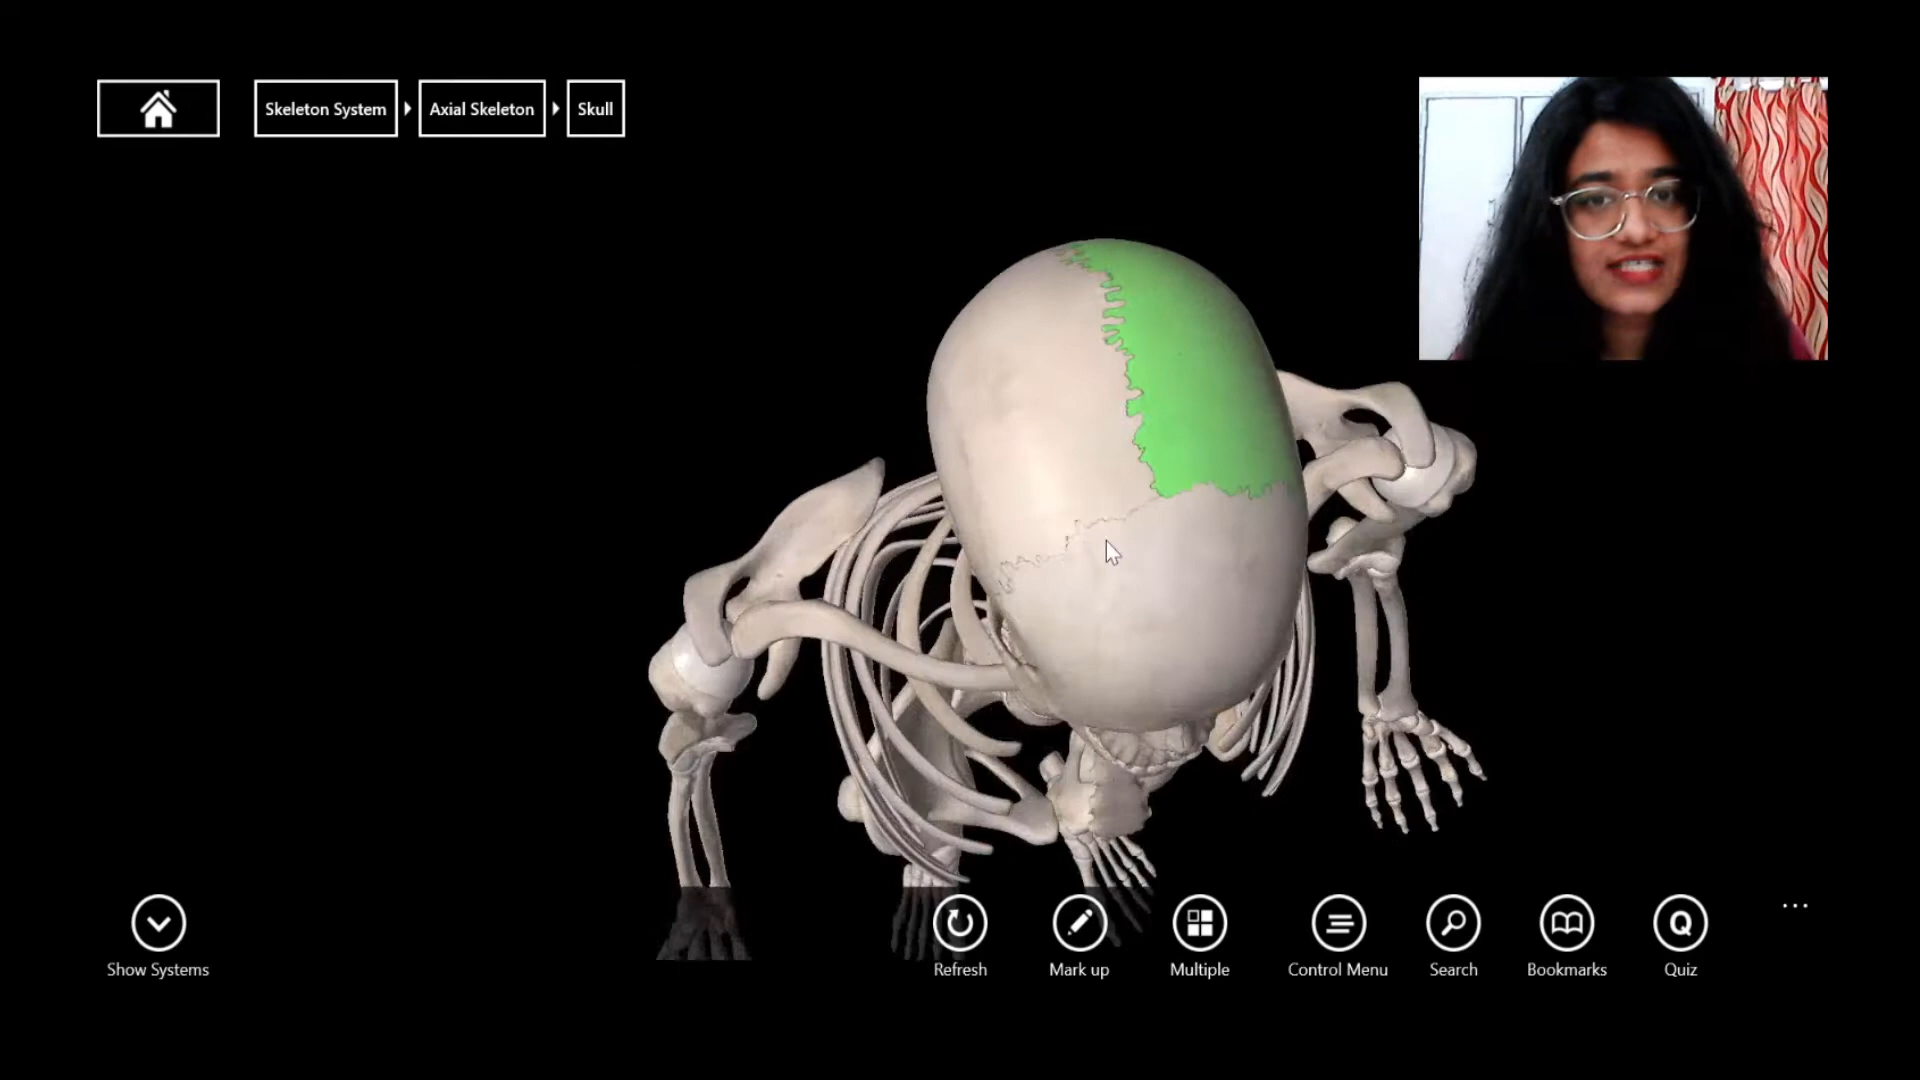 Skeleton System
Axial Skeleton
Skull
Show Systems
Refresh
Mark up
Multiple
Control Menu
Search
Bookmarks
Q
Quiz